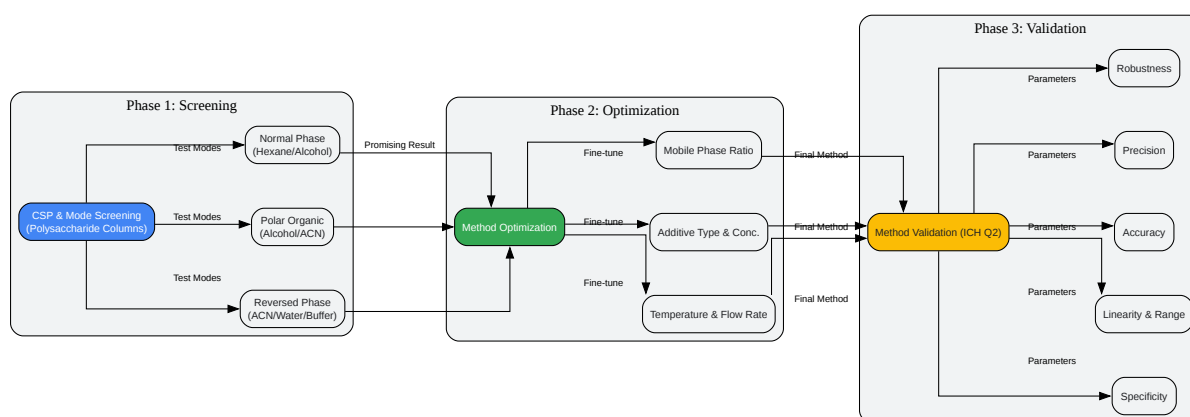 Phase 1: Screening
CSP & Mode Screening
(Polysaccharide Columns)
Test Modes
Test Modes
Test Modes
Normal Phase
(Hexane/Alcohol)
Polar Organic
(Alcohol/ACN)
Reversed Phase
(ACN/Water/Buffer)
Promising Result
Phase 2: Optimization
Method Optimization
Fine-tune
Fine-tune
Fine-tune
Mobile Phase Ratio
Additive Type & Conc.
Temperature & Flow Rate
Final Method
Final Method
Final Method
Phase 3: Validation
Method Validation (ICH Q2)
Parameters
Parameters
Parameters
Parameters
Parameters
Robustness
Precision
Accuracy
Linearity & Range
Specificity